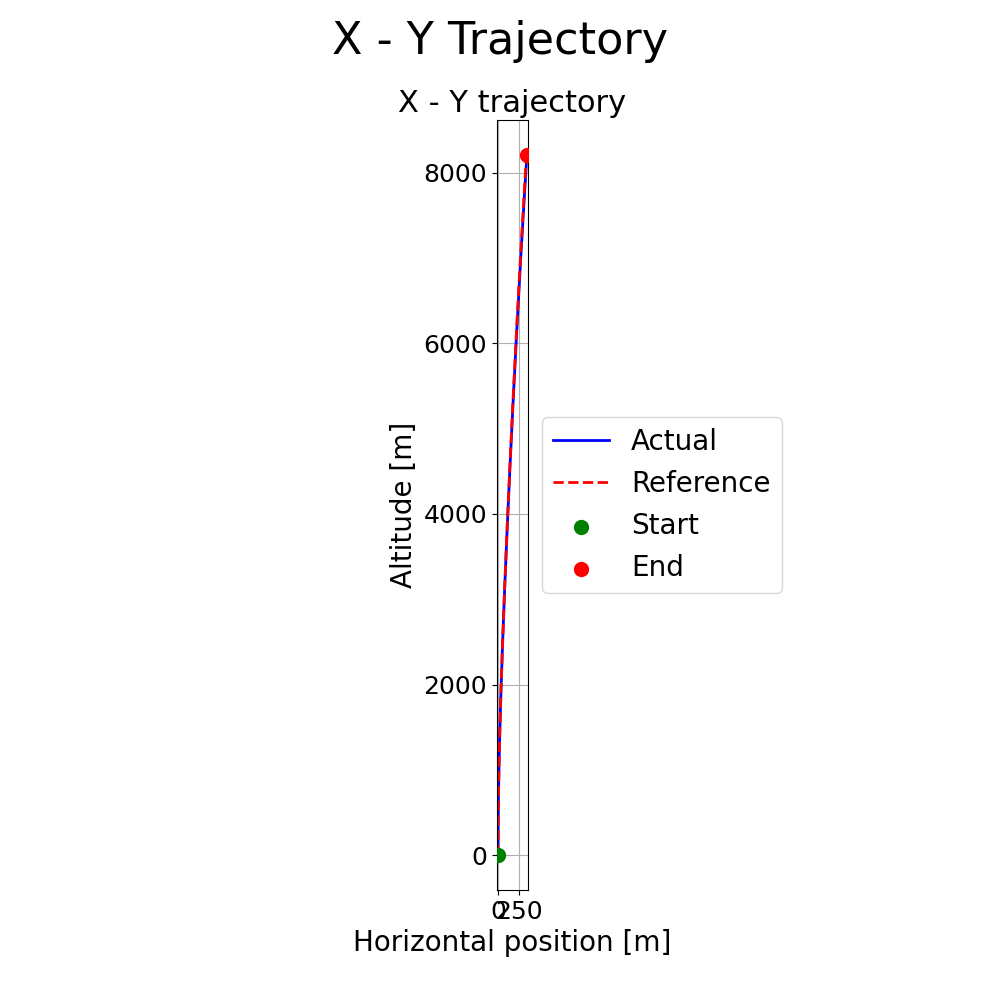 X - Y Trajectory
X - Y trajectory
8000
6000
4000
2000
0
Altitude [m]
Actual
Reference
Start
End
0 250
Horizontal position [m]